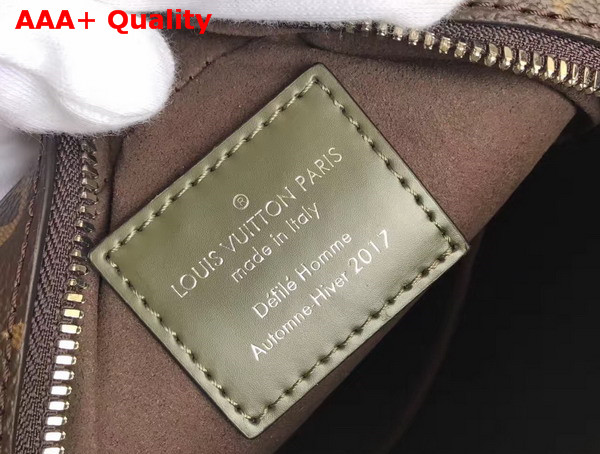 AAA+ Quality
®
LOUIS VUITTON PARIS
made in Italy
Défilé Homme
Automne-Hiver 2017